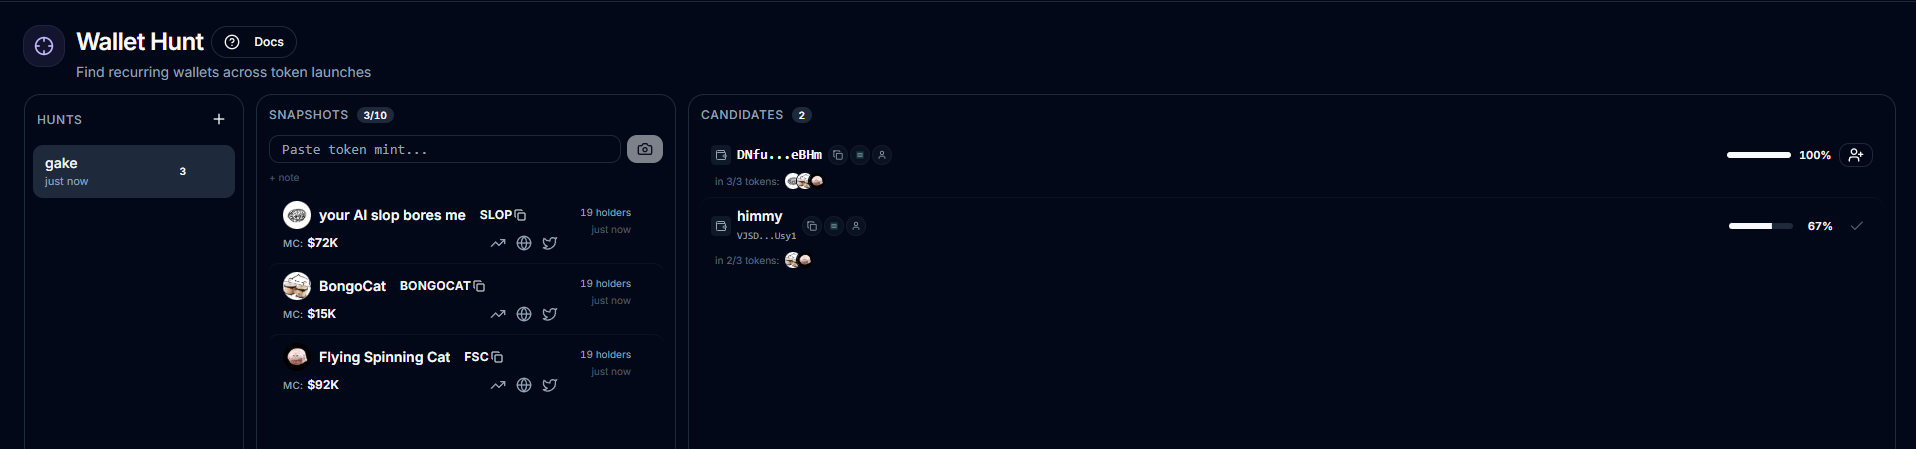 Wallet Hunt
Docs
Find recurring wallets across token launches
HUNTS
gake
just now
3
SNAPSHOTS 3/10
Paste token mint...
+ note
your AI slop bores me SLOP
19 holders
just now
MC: $72K
BongoCat BONGOCAT
19 holders
just now
MC: $15K
Flying Spinning Cat FSC
19 holders
just now
MC: $92K
CANDIDATES 2
DNfu...eBHm
100%
in 3/3 tokens:
himmy
VJSD...Usy1
67%
in 2/3 tokens: